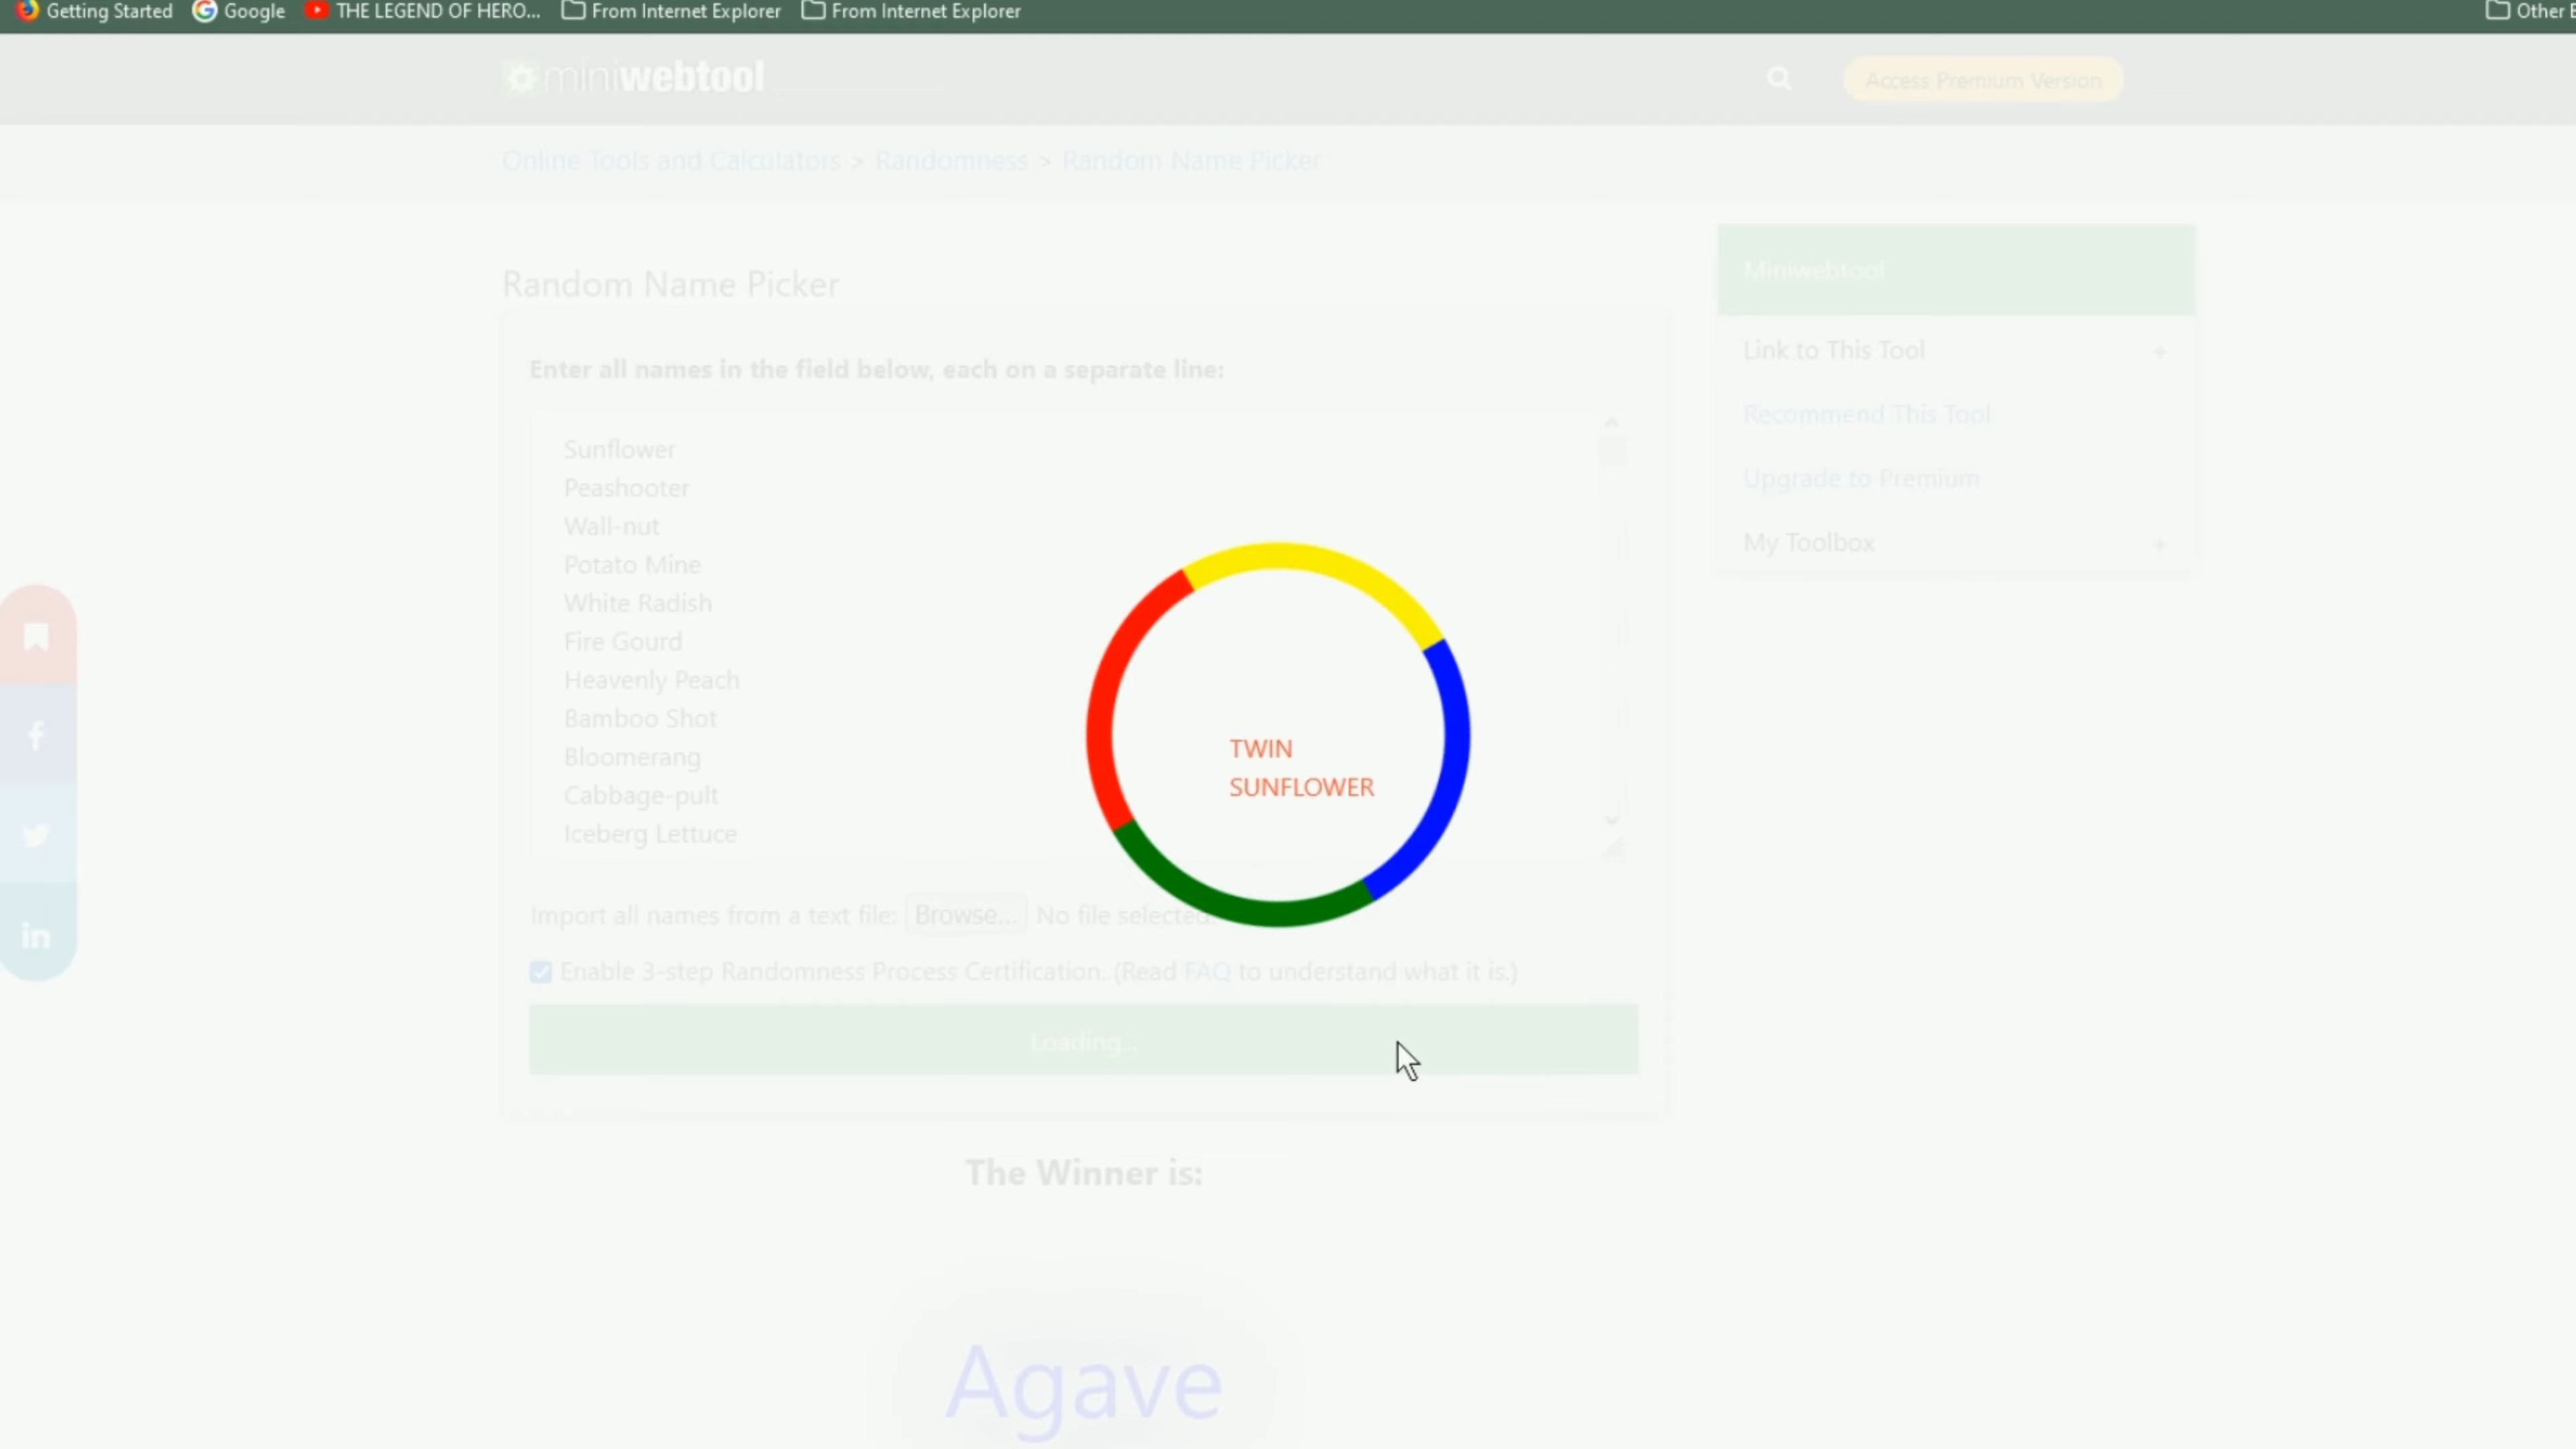 Getting Started Google THE LEGEND OF HERO... From Internet Explorer From Internet Explorer Other
miniwebtool Access Premium Version
Online Tools and Calculators > Randomness > Random Name Picker
Random Name Picker
Enter all names in the field below, each on a separate line:
Sunflower
Peashooter
Wall-nut
Potato Mine
White Radish
Fire Gourd
Heavenly Peach
Bamboo Shot
Bloomerang
Cabbage-pult
Iceberg Lettuce
TWIN
SUNFLOWER
Import all names from a text file: Browse... No file selected.
Enable 3-step Randomness Process Certification. (Read FAQ to understand what it is.)
Loading...
The Winner is:
Agave
Miniwebtool
Link to This Tool +
Recommend This Tool
Upgrade to Premium
My Toolbox +
f
in